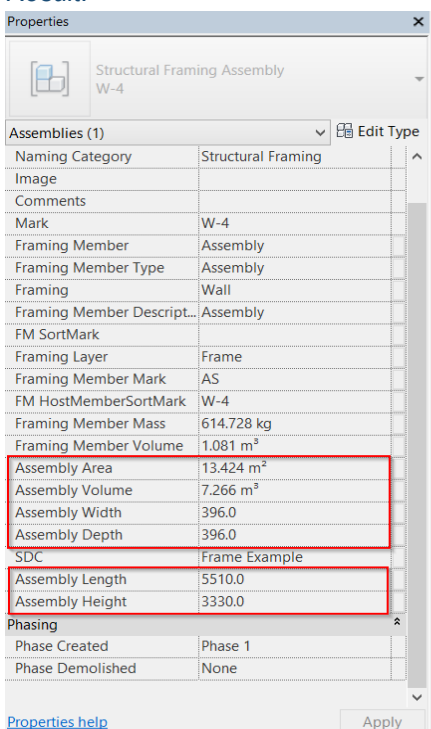 Properties
Structural Framing Assembly
W-4
Assemblies (1) Edit Type
Naming Category Structural Framing
Image
Comments
Mark W-4
Framing Member Assembly
Framing Member Type Assembly
Framing Wall
Framing Member Descript... Assembly
FM SortMark
Framing Layer Frame
Framing Member Mark AS
FM HostMemberSortMark W-4
Framing Member Mass 614.728 kg
Framing Member Volume 1.081 m³
Assembly Area 13.424 m²
Assembly Volume 7.266 m³
Assembly Width 396.0
Assembly Depth 396.0
SDC Frame Example
Assembly Length 5510.0
Assembly Height 3330.0
Phasing
Phase Created Phase 1
Phase Demolished None
Properties help Apply